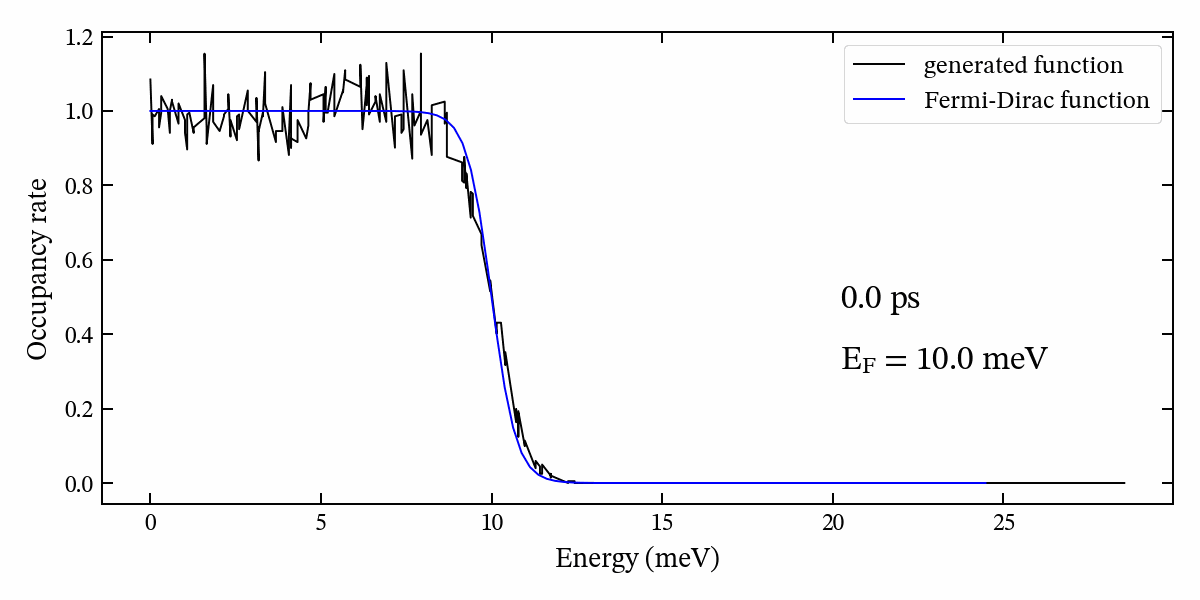 generated function
Fermi-Dirac function
1.2
1.0
0.8
0.6
0.4
0.2
0.0
Occupancy rate
0.0 ps
E_F = 10.0 meV
0 5 10 15 20 25
Energy (meV)